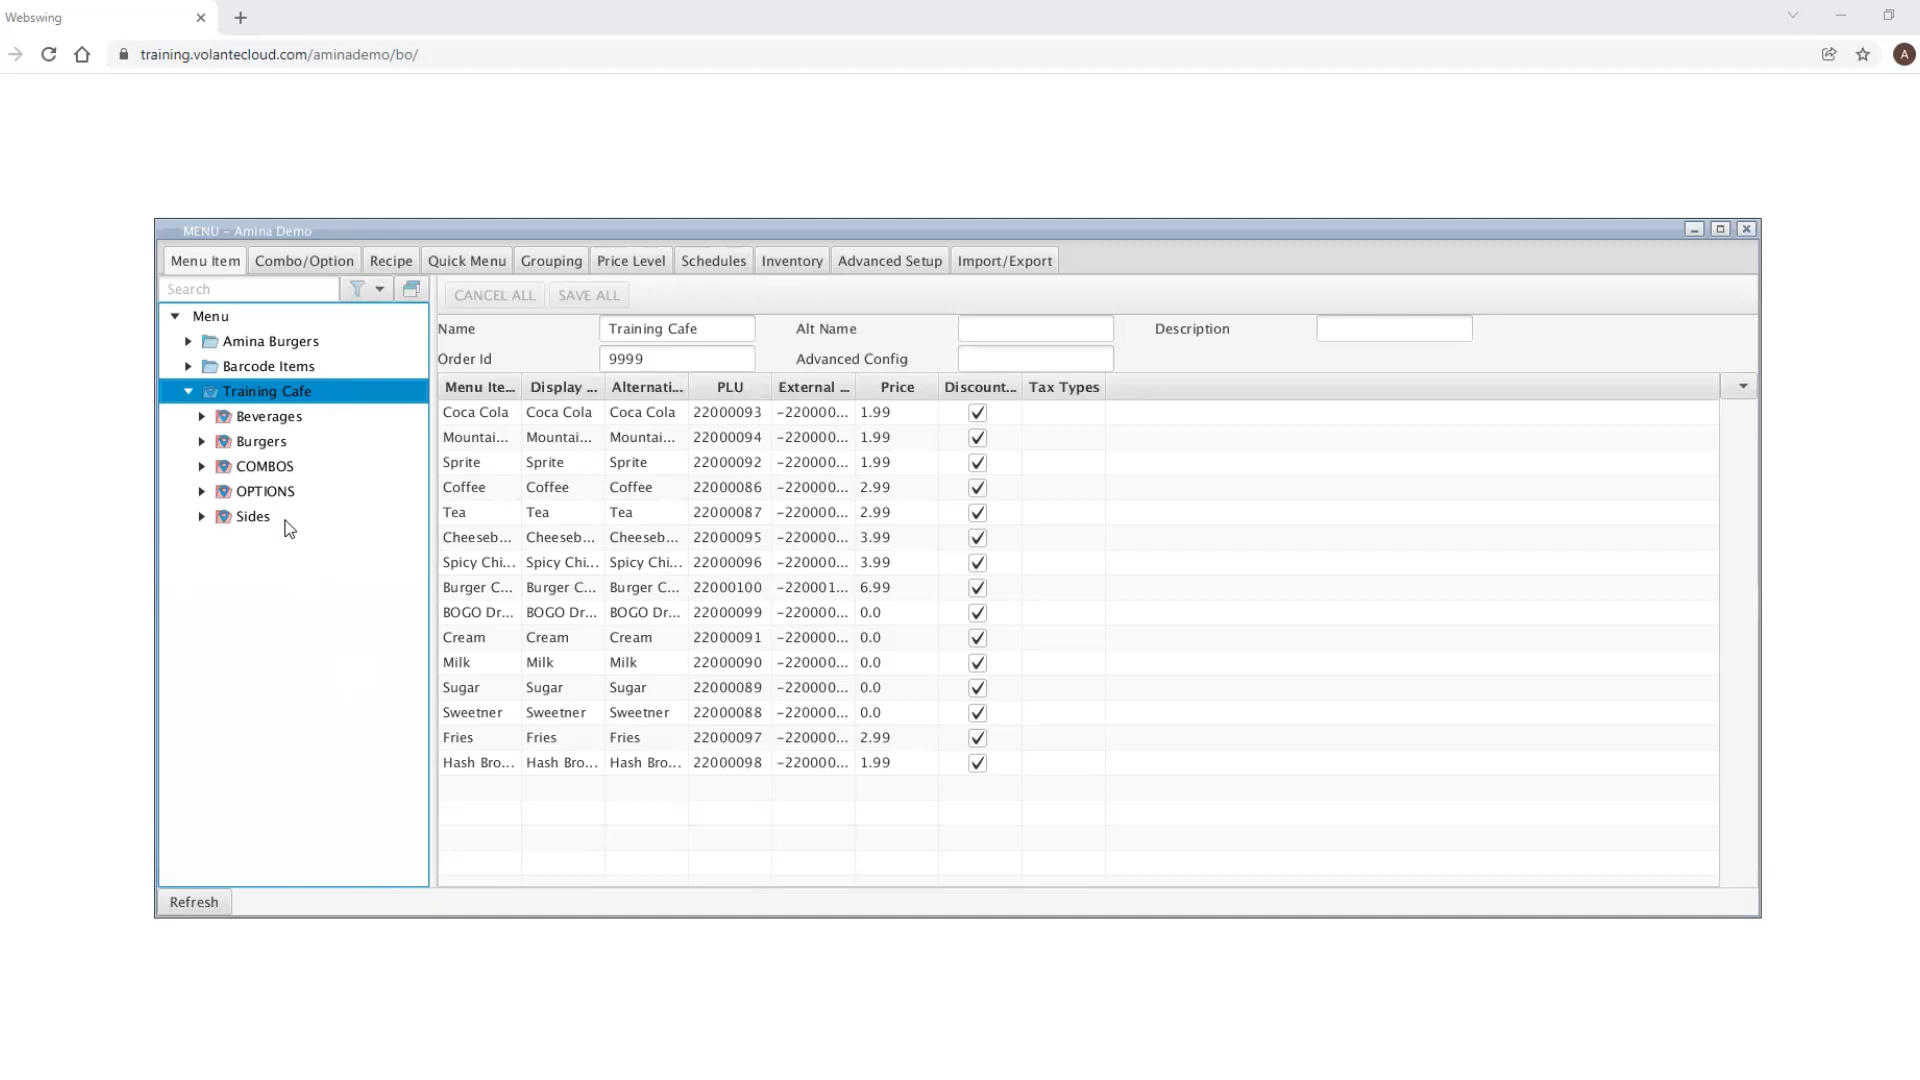 Webswing
training.volantecloud.com/aminademo/bo/
A
MENU - Amina Demo
Menu Item Combo/Option Recipe Quick Menu Grouping Price Level Schedules Inventory Advanced Setup Import/Export
Search
CANCEL ALL SAVE ALL
Menu
Amina Burgers
Barcode Items
Training Cafe
Beverages
Burgers
COMBOS
OPTIONS
Sides
Name Training Cafe Alt Name Description
Order Id 9999 Advanced Config
Menu Ite... Display ... Alternati... PLU External ... Price Discount... Tax Types
Coca Cola Coca Cola Coca Cola 22000093 -220000... 1.99
Mountai... Mountai... Mountai... 22000094 -220000... 1.99
Sprite Sprite Sprite 22000092 -220000... 1.99
Coffee Coffee Coffee 22000086 -220000... 2.99
Tea Tea Tea 22000087 -220000... 2.99
Cheeseb... Cheeseb... Cheeseb... 22000095 -220000... 3.99
Spicy Chi... Spicy Chi... Spicy Chi... 22000096 -220000... 3.99
Burger C... Burger C... Burger C... 22000100 -220001... 6.99
BOGO Dr... BOGO Dr... BOGO Dr... 22000099 -220000... 0.0
Cream Cream Cream 22000091 -220000... 0.0
Milk Milk Milk 22000090 -220000... 0.0
Sugar Sugar Sugar 22000089 -220000... 0.0
Sweetner Sweetner Sweetner 22000088 -220000... 0.0
Fries Fries Fries 22000097 -220000... 2.99
Hash Bro... Hash Bro... Hash Bro... 22000098 -220000... 1.99
Refresh